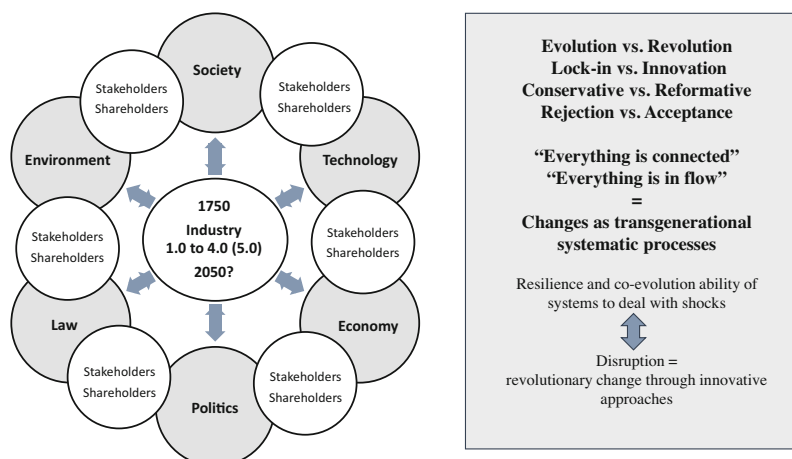 Society
Stakeholders
Shareholders
Stakeholders
Shareholders
Environment
Technology
1750
Industry
1.0 to 4.0 (5.0)
2050?
Stakeholders
Shareholders
Stakeholders
Shareholders
Law
Economy
Stakeholders
Shareholders
Stakeholders
Shareholders
Politics
Evolution vs. Revolution
Lock-in vs. Innovation
Conservative vs. Reformative
Rejection vs. Acceptance
“Everything is connected”
“Everything is in flow”
=
Changes as transgenerational
systematic processes
Resilience and co-evolution ability of
systems to deal with shocks
Disruption =
revolutionary change through innovative
approaches